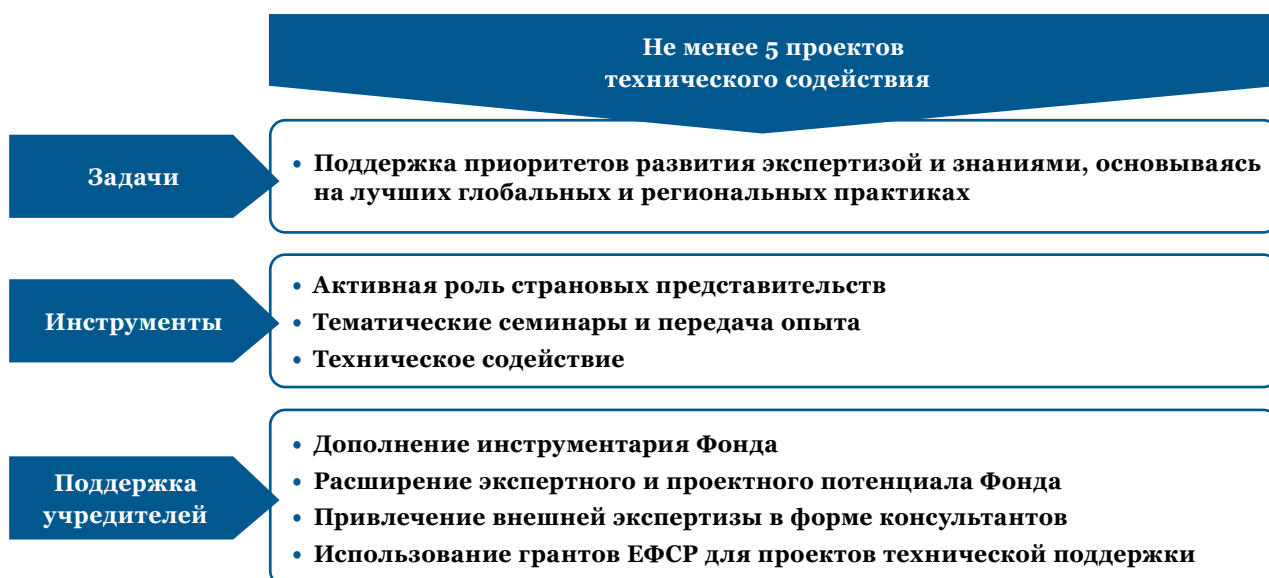 Не менее 5 проектов
технического содействия
Задачи
• Поддержка приоритетов развития экспертизой и знаниями, основываясь
на лучших глобальных и региональных практиках
Инструменты
• Активная роль страновых представительств
• Тематические семинары и передача опыта
• Техническое содействие
Поддержка
учредителей
• Дополнение инструментария Фонда
• Расширение экспертного и проектного потенциала Фонда
• Привлечение внешней экспертизы в форме консультантов
• Использование грантов ЕФСР для проектов технической поддержки